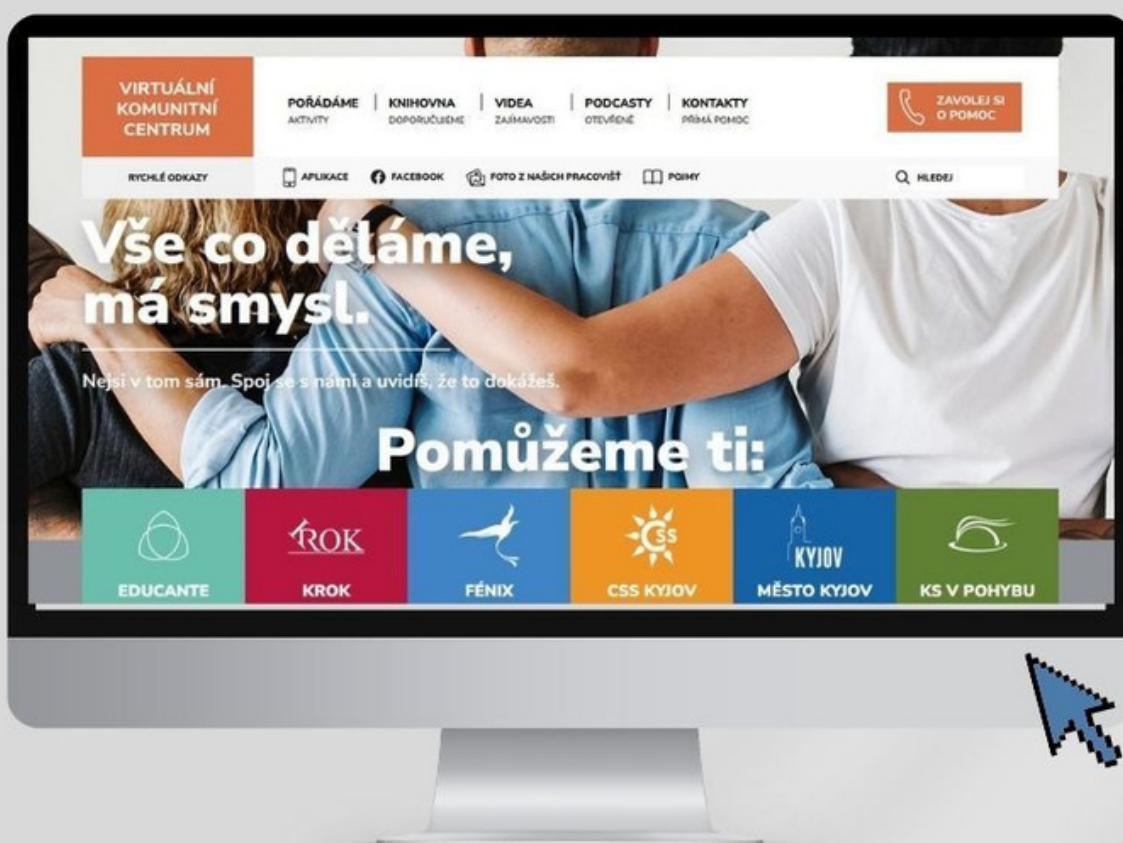 VIRTUÁLNÍ
KOMUNITNÍ
CENTRUM
POŘÁDÁME
AKTIVITY
KNIHOVNA
DOPORUČUJEME
VIDEA
ZAJÍMAVOSTI
PODCASTY
OTEVŘENĚ
KONTAKTY
PŘÍMÁ POMOC
ZAVOLEJ SI
O POMOC
RYCHLÉ ODKAZY
APLIKACE
FACEBOOK
FOTO Z NAŠICH PRACOVIŠŤ
POJMY
HLEDEJ
Vše co děláme,
má smysl.
Nejsi v tom sám. Spoj se s námi a uvidíš, že to dokážeš.
Pomůžeme ti:
EDUCANTE
KROK
KROK
FÉNIX
CSS
CSS KYJOV
KYJOV
MĚSTO KYJOV
KS V POHYBU